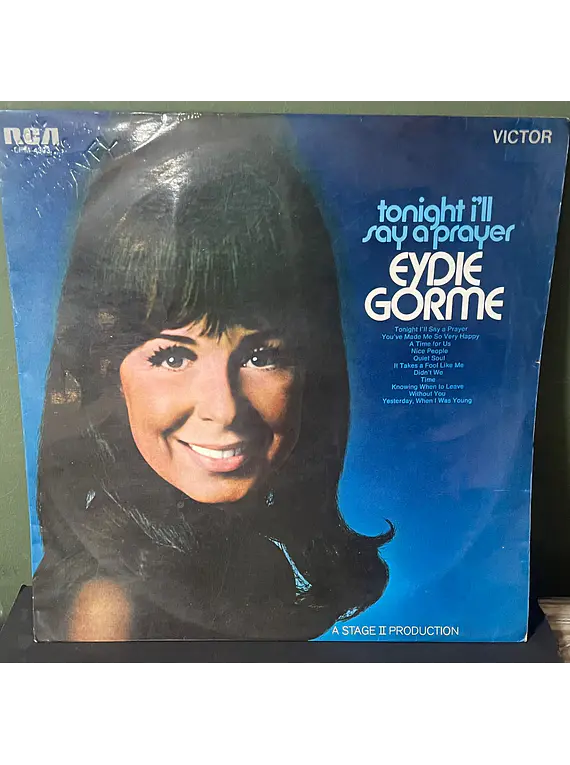 RCA
VICTOR
tonight i'll
say a prayer
EYDIE
GORME
Tonight I'll Say a Prayer
You've Made Me So Very Happy
A Time for Us
Nice People
Quiet Soul
It Takes a Fool Like Me
Didn't We
Time
Knowing When to Leave
Without You
Yesterday, When I Was Young
A STAGE II PRODUCTION